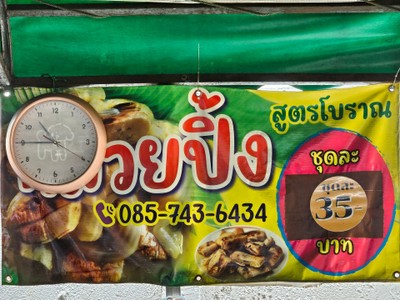 สูตรโบราณ
วยปิ้ง
ชุดละ
ชุดละ
35-
บาท
085-743-6434